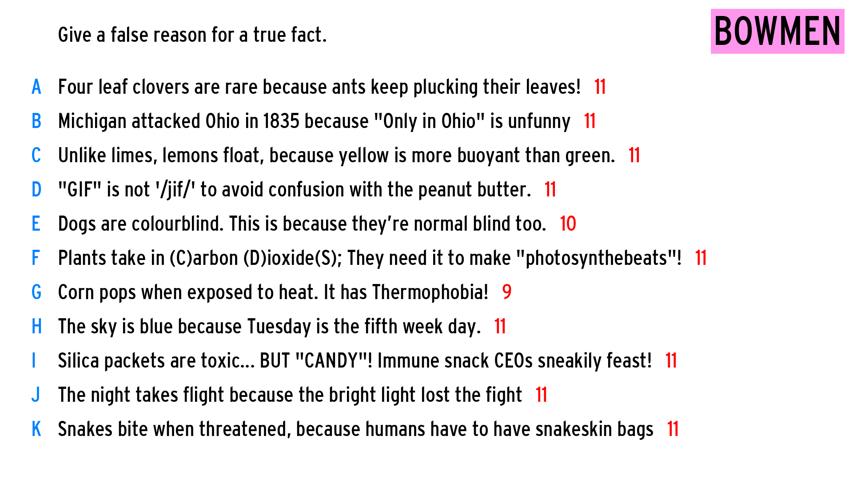 Give a false reason for a true fact.
BOWMEN
A Four leaf clovers are rare because ants keep plucking their leaves! 11
B Michigan attacked Ohio in 1835 because "Only in Ohio" is unfunny 11
C Unlike limes, lemons float, because yellow is more buoyant than green. 11
D "GIF" is not '/jif/' to avoid confusion with the peanut butter. 11
E Dogs are colourblind. This is because they're normal blind too. 10
F Plants take in (C)arbon (D)ioxide(S); They need it to make "photosynthebeats"! 11
G Corn pops when exposed to heat. It has Thermophobia! 9
H The sky is blue because Tuesday is the fifth week day. 11
I Silica packets are toxic... BUT "CANDY"! Immune snack CEOs sneakily feast! 11
J The night takes flight because the bright light lost the fight 11
K Snakes bite when threatened, because humans have to have snakeskin bags 11